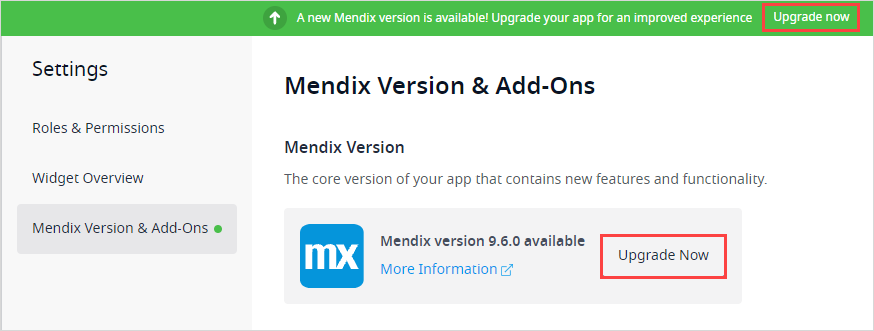 A new Mendix version is available! Upgrade your app for an improved experience Upgrade now
Settings
Roles & Permissions
Widget Overview
Mendix Version & Add-Ons
Mendix Version & Add-Ons
Mendix Version
The core version of your app that contains new features and functionality.
mx
Mendix version 9.6.0 available
More Information
Upgrade Now